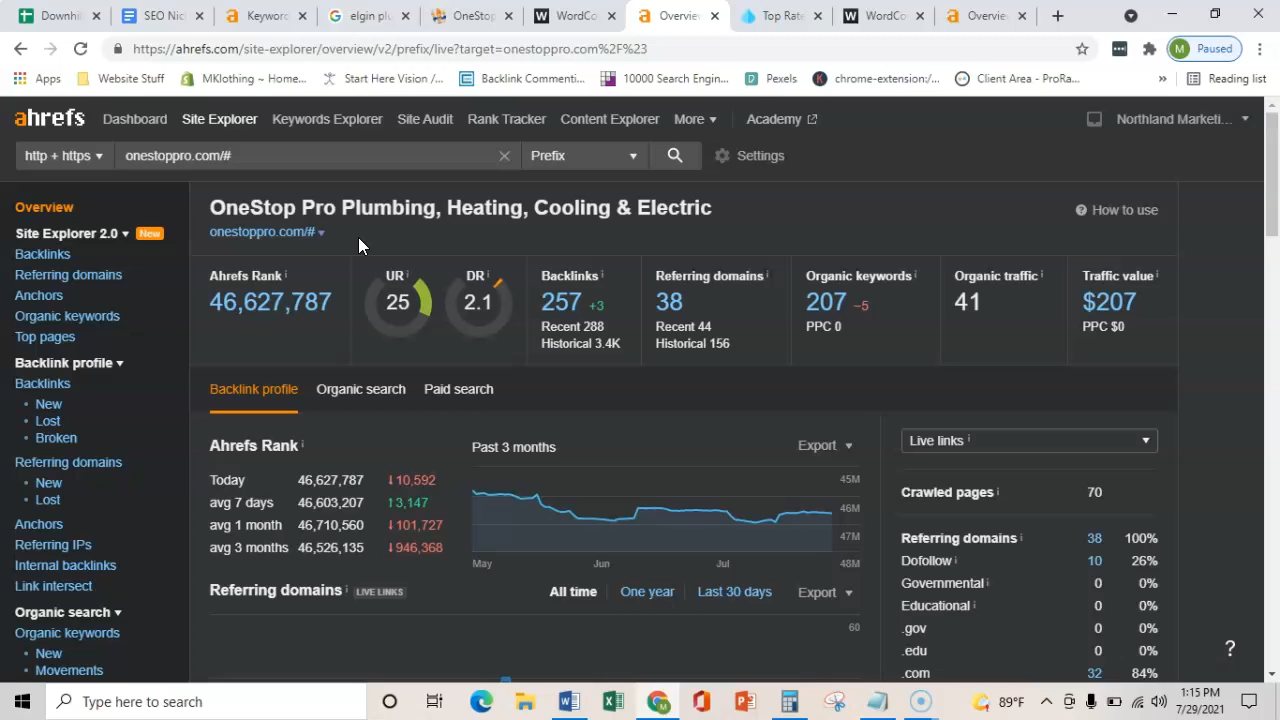 Downhil
SEO Nic
Keyword
elgin plu
OneStop
WordCo
Overvie
Top Rate
WordCo
Overvie
https://ahrefs.com/site-explorer/overview/v2/prefix/live?target=onestoppro.com%2F%23
M Paused
Apps
Website Stuff
MKlothing ~ Home...
Start Here Vision /...
Backlink Commenti...
10000 Search Engin...
Pexels
chrome-extension:/...
Client Area - ProRa...
»
Reading list
ahrefs
Dashboard
Site Explorer
Keywords Explorer
Site Audit
Rank Tracker
Content Explorer
More
Academy
Northland Marketi...
http + https
onestoppro.com/#
Prefix
Settings
Overview
Site Explorer 2.0 New
Backlinks
Referring domains
Anchors
Organic keywords
Top pages
Backlink profile
Backlinks
• New
• Lost
• Broken
Referring domains
• New
• Lost
Anchors
Referring IPs
Internal backlinks
Link intersect
Organic search
Organic keywords
• New
• Movements
OneStop Pro Plumbing, Heating, Cooling & Electric
onestoppro.com/#
? How to use
Ahrefs Rank i
46,627,787
UR i
25
DR i
2.1
Backlinks i
257 +3
Recent 288
Historical 3.4K
Referring domains i
38
Recent 44
Historical 156
Organic keywords i
207 −5
PPC 0
Organic traffic i
41
Traffic value i
$207
PPC $0
Backlink profile Organic search Paid search
Ahrefs Rank i
Today 46,627,787 ↓10,592
avg 7 days 46,603,207 ↑3,147
avg 1 month 46,710,560 ↓101,727
avg 3 months 46,526,135 ↓946,368
Past 3 months
Export
45M
46M
47M
48M
May Jun Jul
Referring domains i LIVE LINKS
All time One year Last 30 days
Export
60
Live links i
Crawled pages i 70
Referring domains i 38 100%
Dofollow i 10 26%
Governmental i 0 0%
Educational i 0 0%
.gov 0 0%
.edu 0 0%
.com 32 84%
?
Type here to search
89°F
1:15 PM
7/29/2021